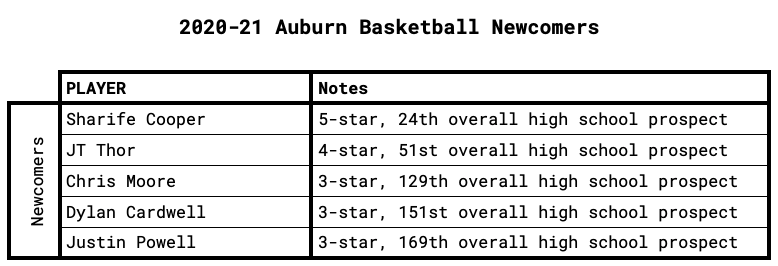 2020-21 Auburn Basketball Newcomers
PLAYER Notes
Newcomers
Sharife Cooper 5-star, 24th overall high school prospect
JT Thor 4-star, 51st overall high school prospect
Chris Moore 3-star, 129th overall high school prospect
Dylan Cardwell 3-star, 151st overall high school prospect
Justin Powell 3-star, 169th overall high school prospect